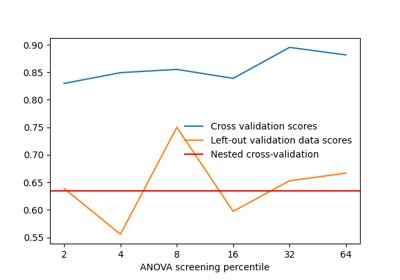 0.90
0.85
0.80
0.75
0.70
0.65
0.60
0.55
Cross validation scores
Left-out validation data scores
Nested cross-validation
2 4 8 16 32 64
ANOVA screening percentile